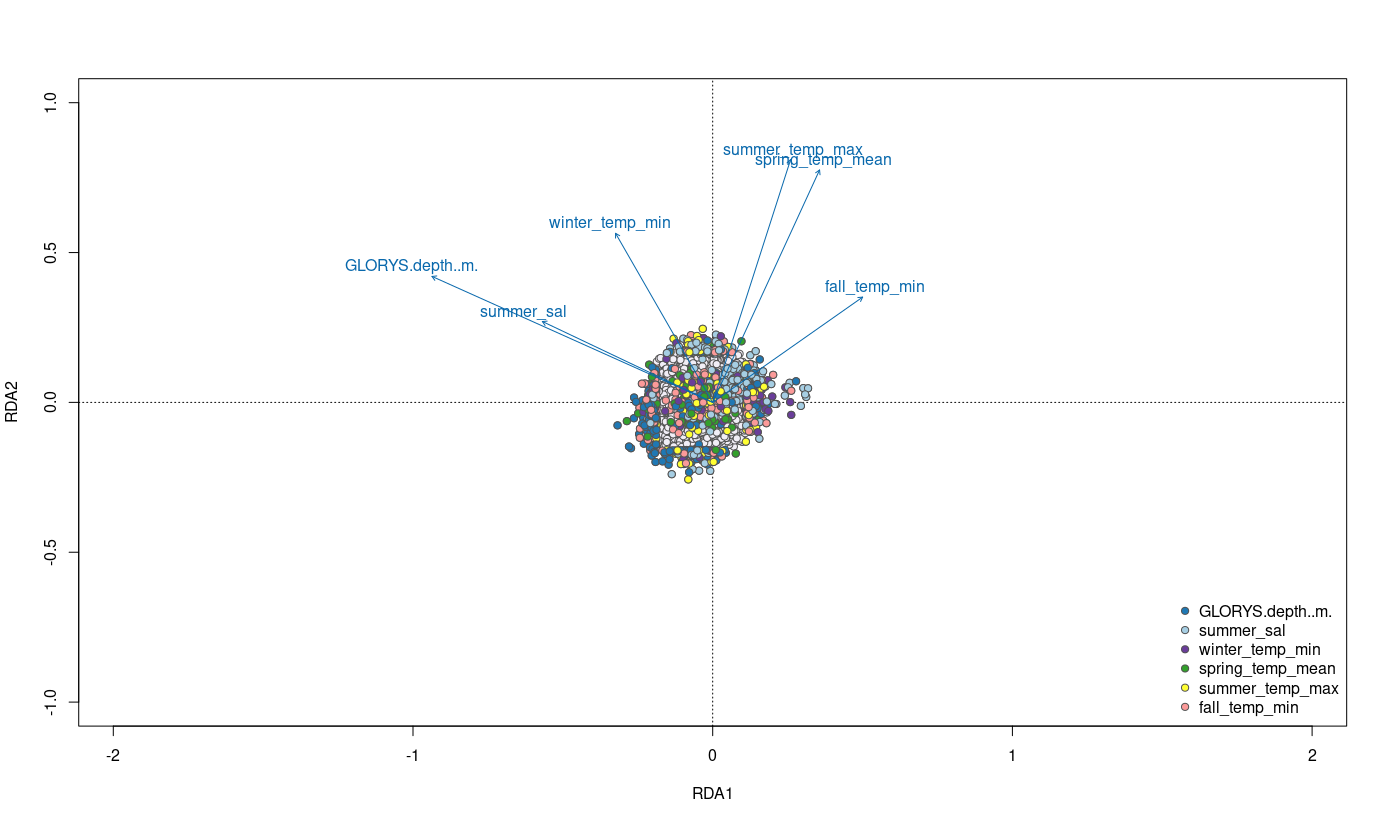 1.0
summer_temp_max
spring_temp_mean
winter_temp_min
0.5
GLORYS.depth..m.
fall_temp_min
summer_sal
RDA2
0.0
-0.5
GLORYS.depth..m.
summer_sal
winter_temp_min
spring_temp_mean
summer_temp_max
fall_temp_min
-1.0
-2 -1 0 1 2
RDA1